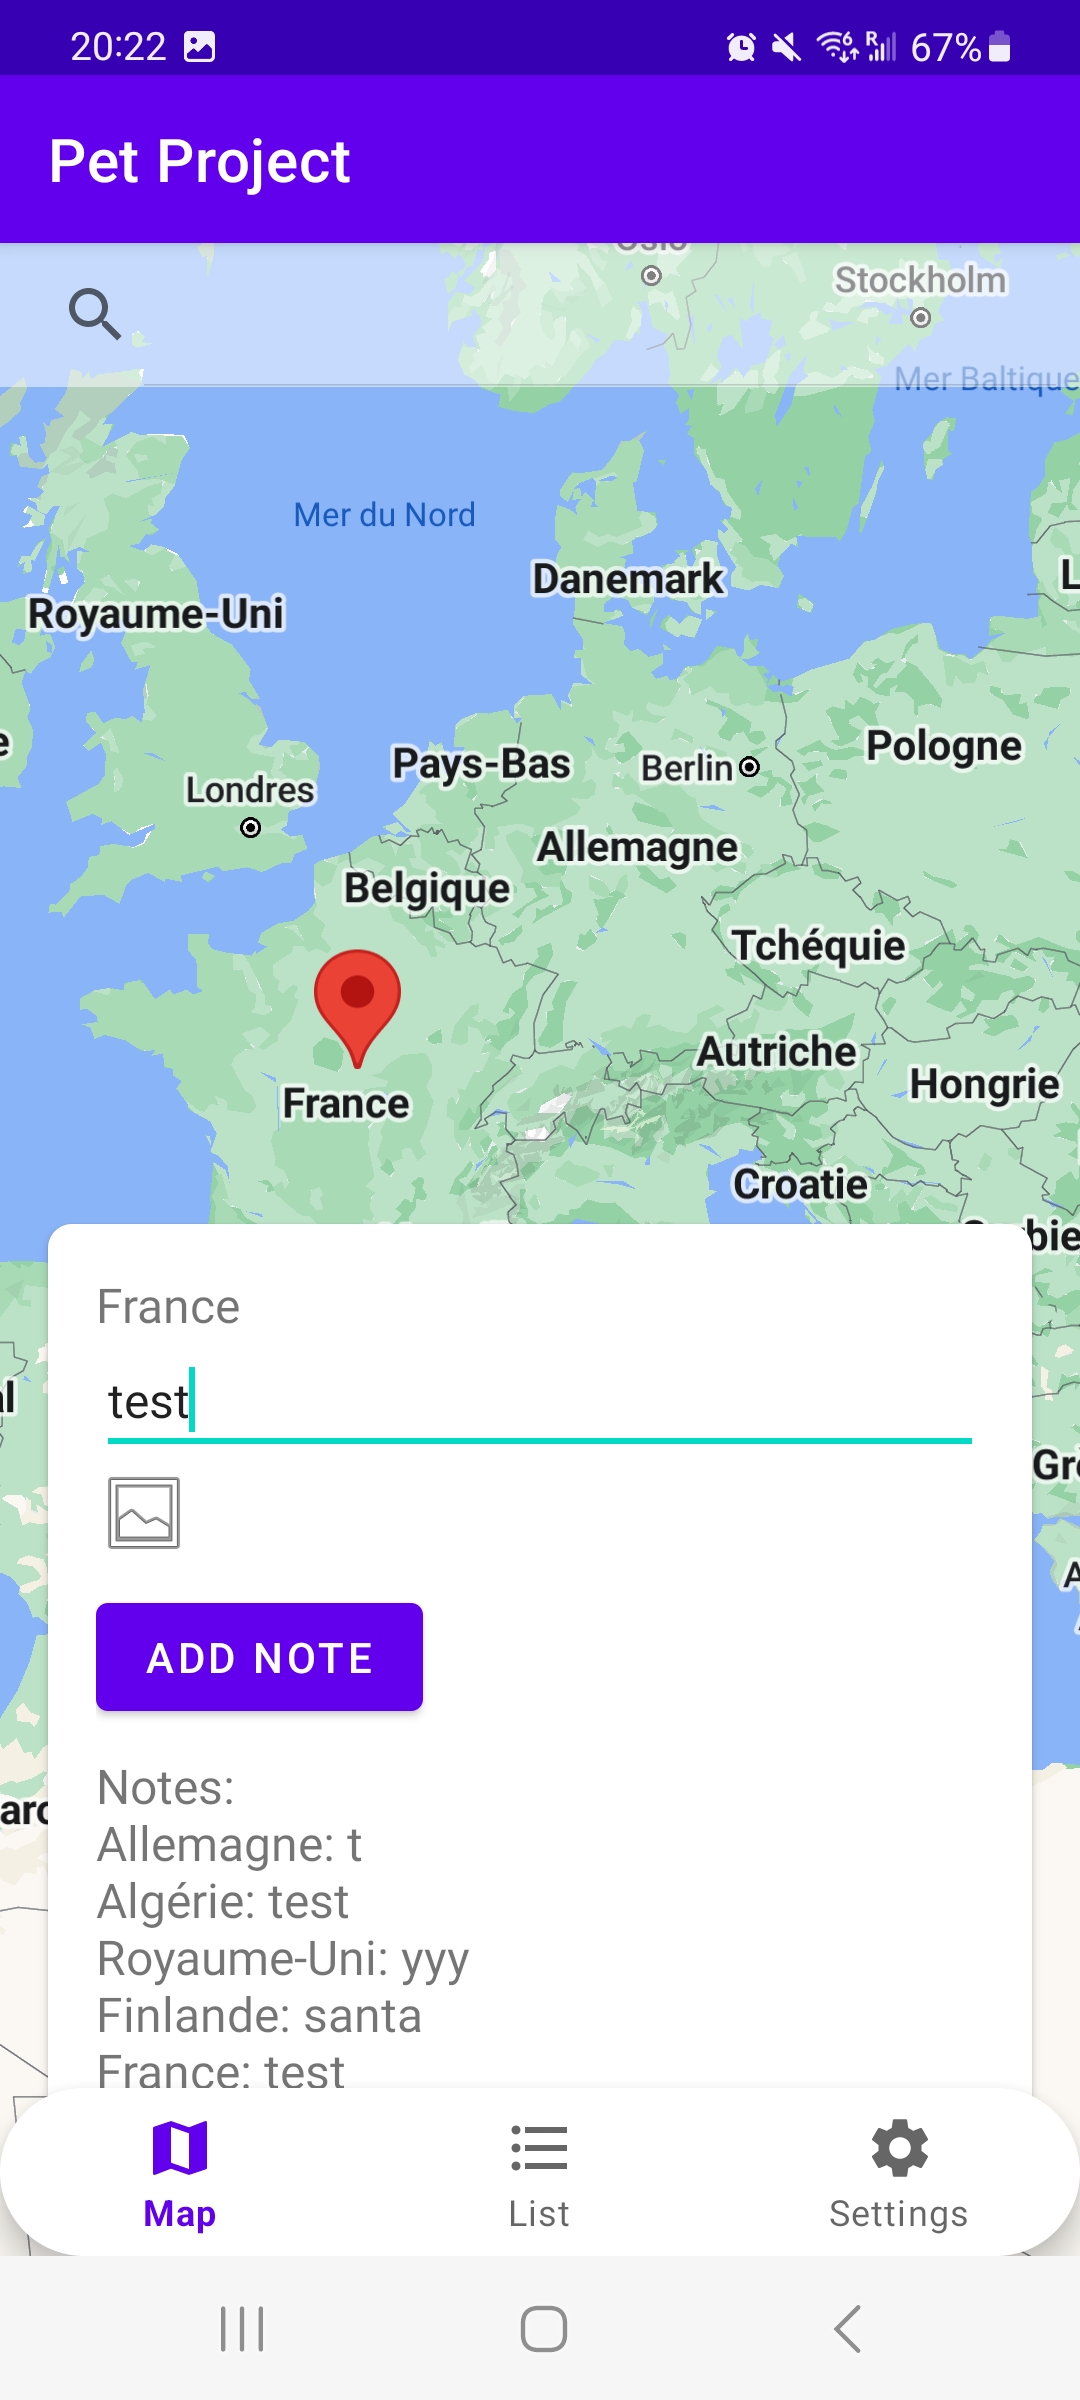 20:22
67%
Pet Project
Oslo
Stockholm
Mer Baltique
Mer du Nord
Danemark
Royaume-Uni
Pays-Bas
Berlin
Pologne
Londres
Allemagne
Belgique
Tchéquie
Autriche
Hongrie
France
Croatie
France
test
ADD NOTE
Notes:
Allemagne: t
Algérie: test
Royaume-Uni: yyy
Finlande: santa
France: test
Map
List
Settings